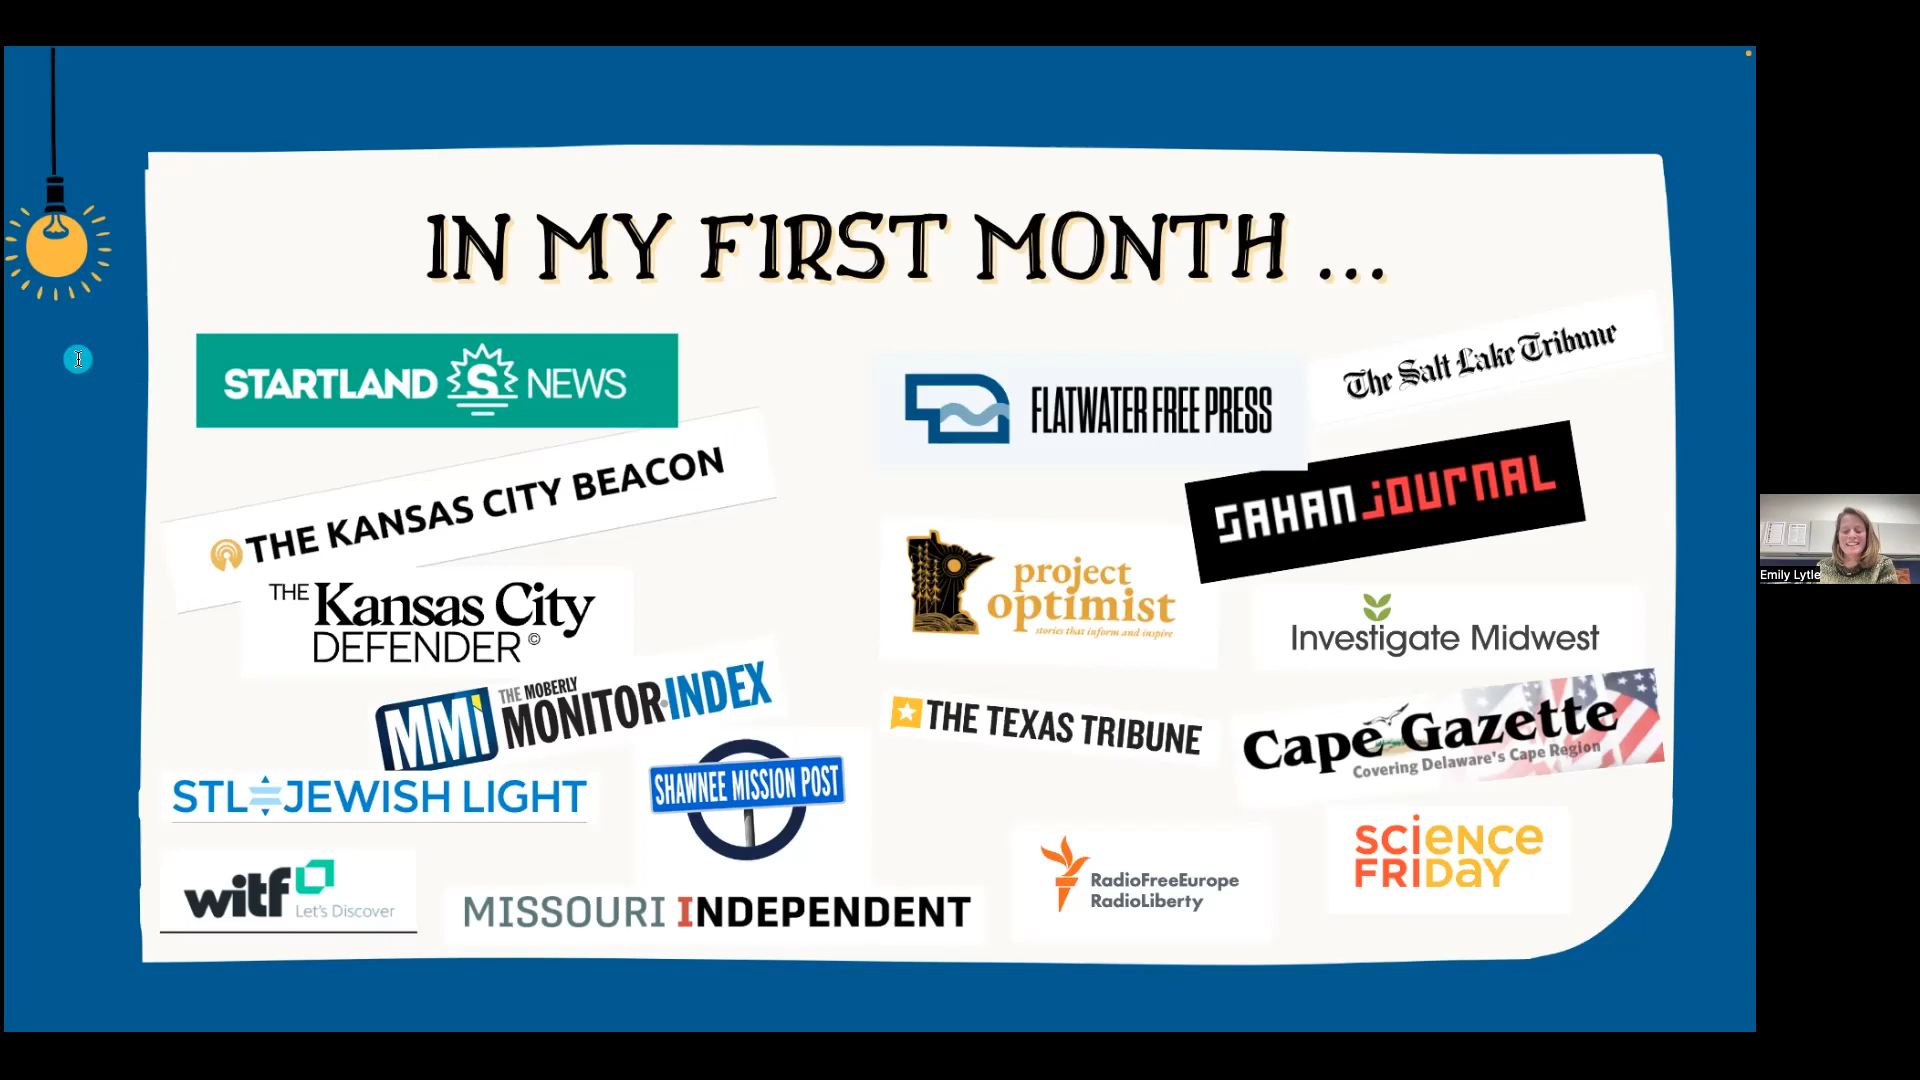 IN MY FIRST MONTH ...
STARTLAND S NEWS
THE KANSAS CITY BEACON
THE Kansas City
DEFENDER ©
MMi THE MOBERLY
MONITOR-INDEX
STL JEWISH LIGHT
SHAWNEE MISSION POST
witf Let's Discover
MISSOURI INDEPENDENT
FLATWATER FREE PRESS
The Salt Lake Tribune
SAHAN JOURNAL
project
optimist
stories that inform and inspire
Investigate Midwest
THE TEXAS TRIBUNE
Cape Gazette
Covering Delaware's Cape Region
RadioFreeEurope
RadioLiberty
SCIENCE
FRIDAY
Emily Lytle